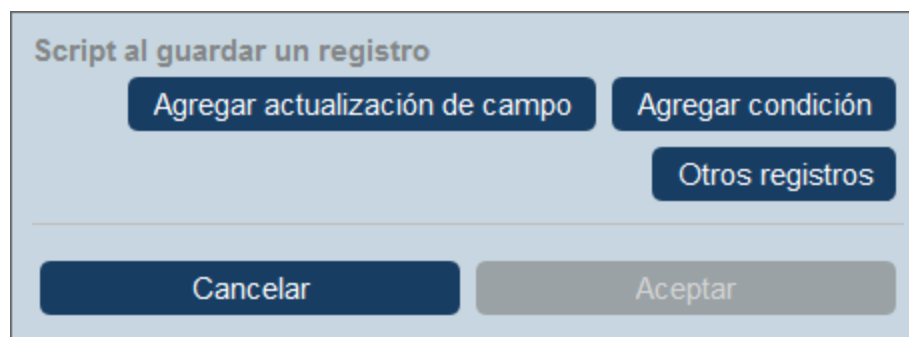 Script al guardar un registro
Agregar actualización de campo Agregar condición
Otros registros
Cancelar Aceptar